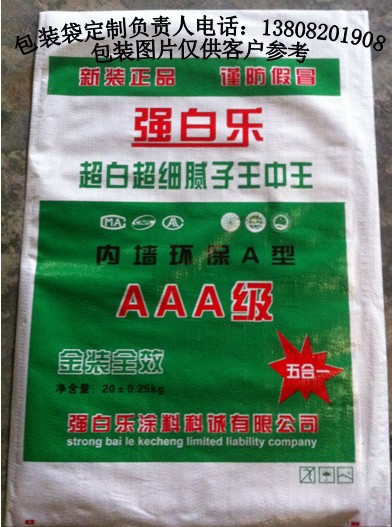 包装袋定制负责人电话：13808201908
包装图片仅供客户参考
新装正品 谨防假冒
强白乐
超白超细腻子王中王
MA
内墙环保A型
AAA级
金装全效
五合一
净含量：20±0.25kg
强白乐涂料科诚有限公司
strong bai le kecheng limited liability company